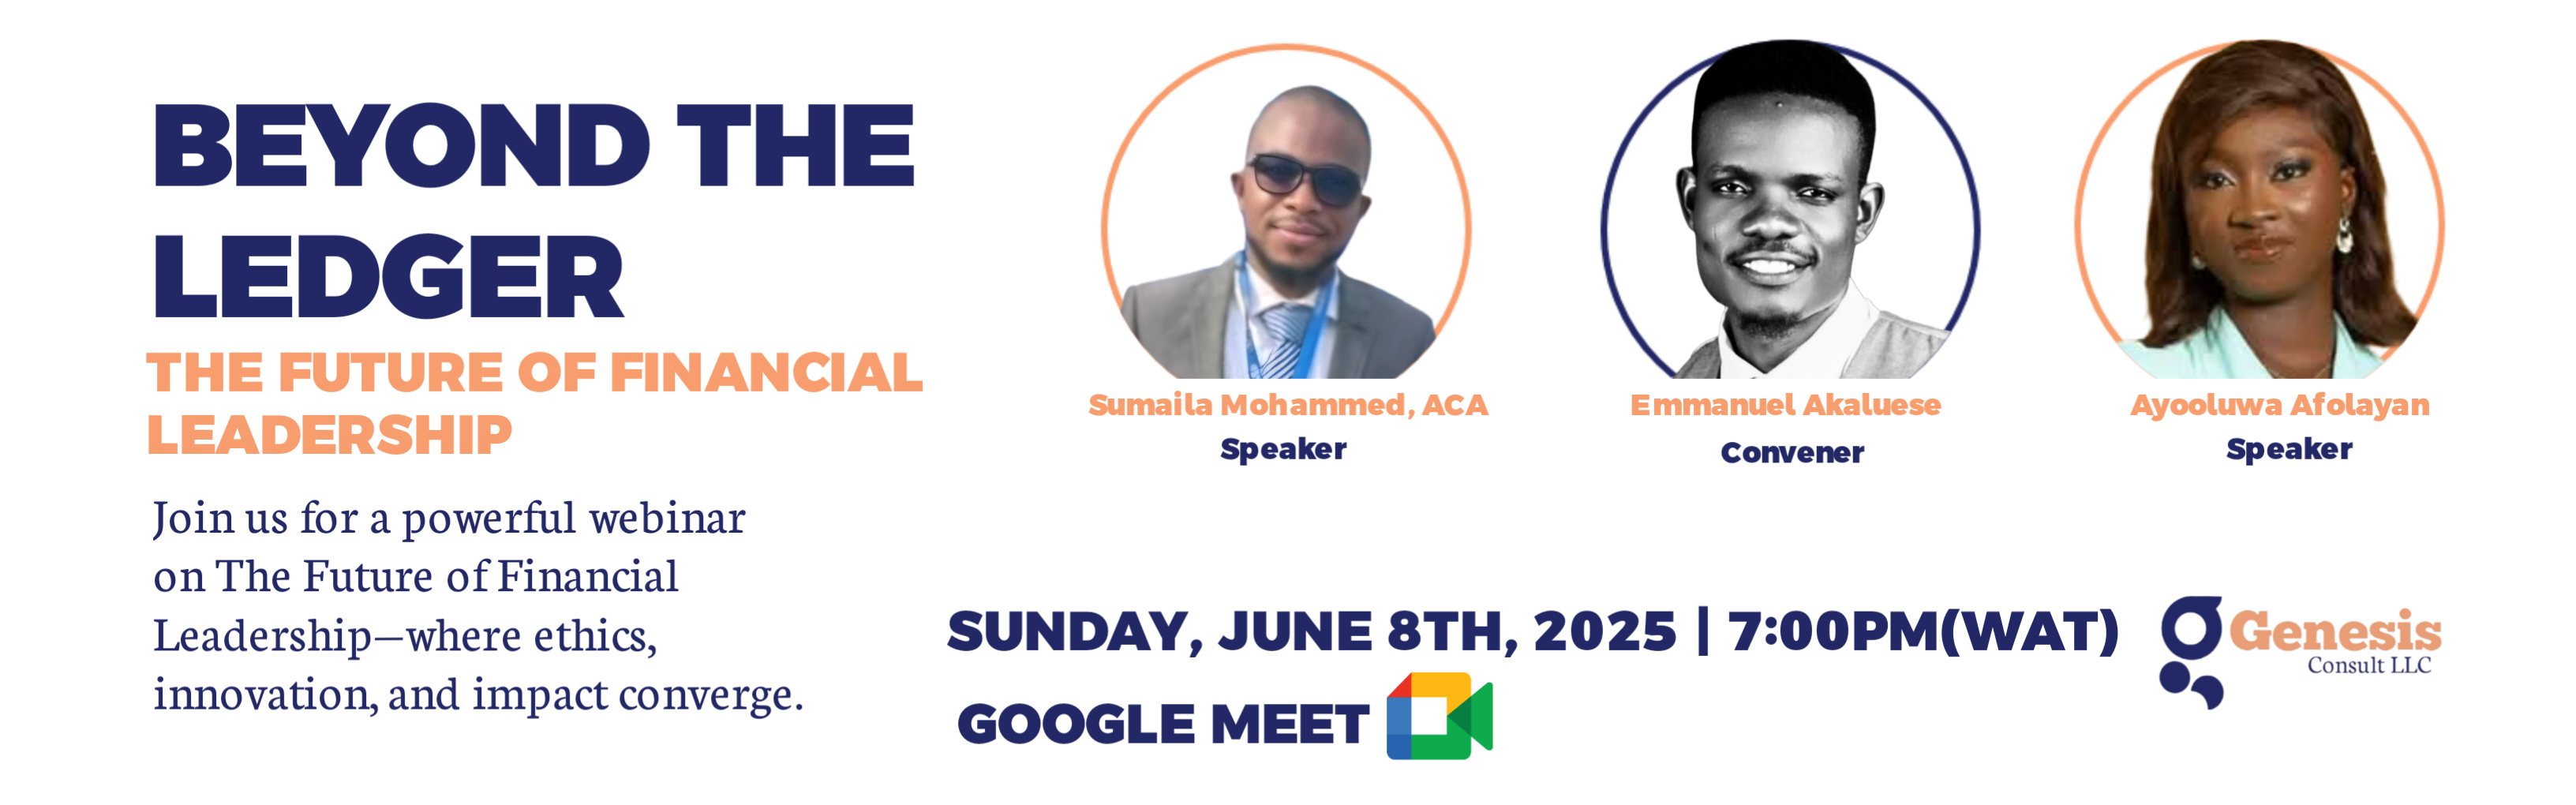 BEYOND THE
LEDGER
THE FUTURE OF FINANCIAL
LEADERSHIP
Join us for a powerful webinar
on The Future of Financial
Leadership—where ethics,
innovation, and impact converge.
Sumaila Mohammed, ACA
Speaker
Emmanuel Akaluese
Convener
Ayooluwa Afolayan
Speaker
SUNDAY, JUNE 8TH, 2025 | 7:00PM(WAT)
GOOGLE MEET
Genesis
Consult LLC